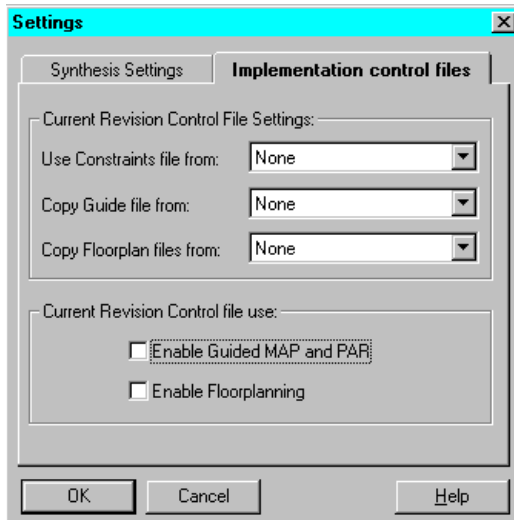 Settings
Synthesis Settings
Implementation control files
Current Revision Control File Settings:
Use Constraints file from: None
Copy Guide file from: None
Copy Floorplan files from: None
Current Revision Control file use:
Enable Guided MAP and PAR
Enable Floorplanning
OK Cancel Help